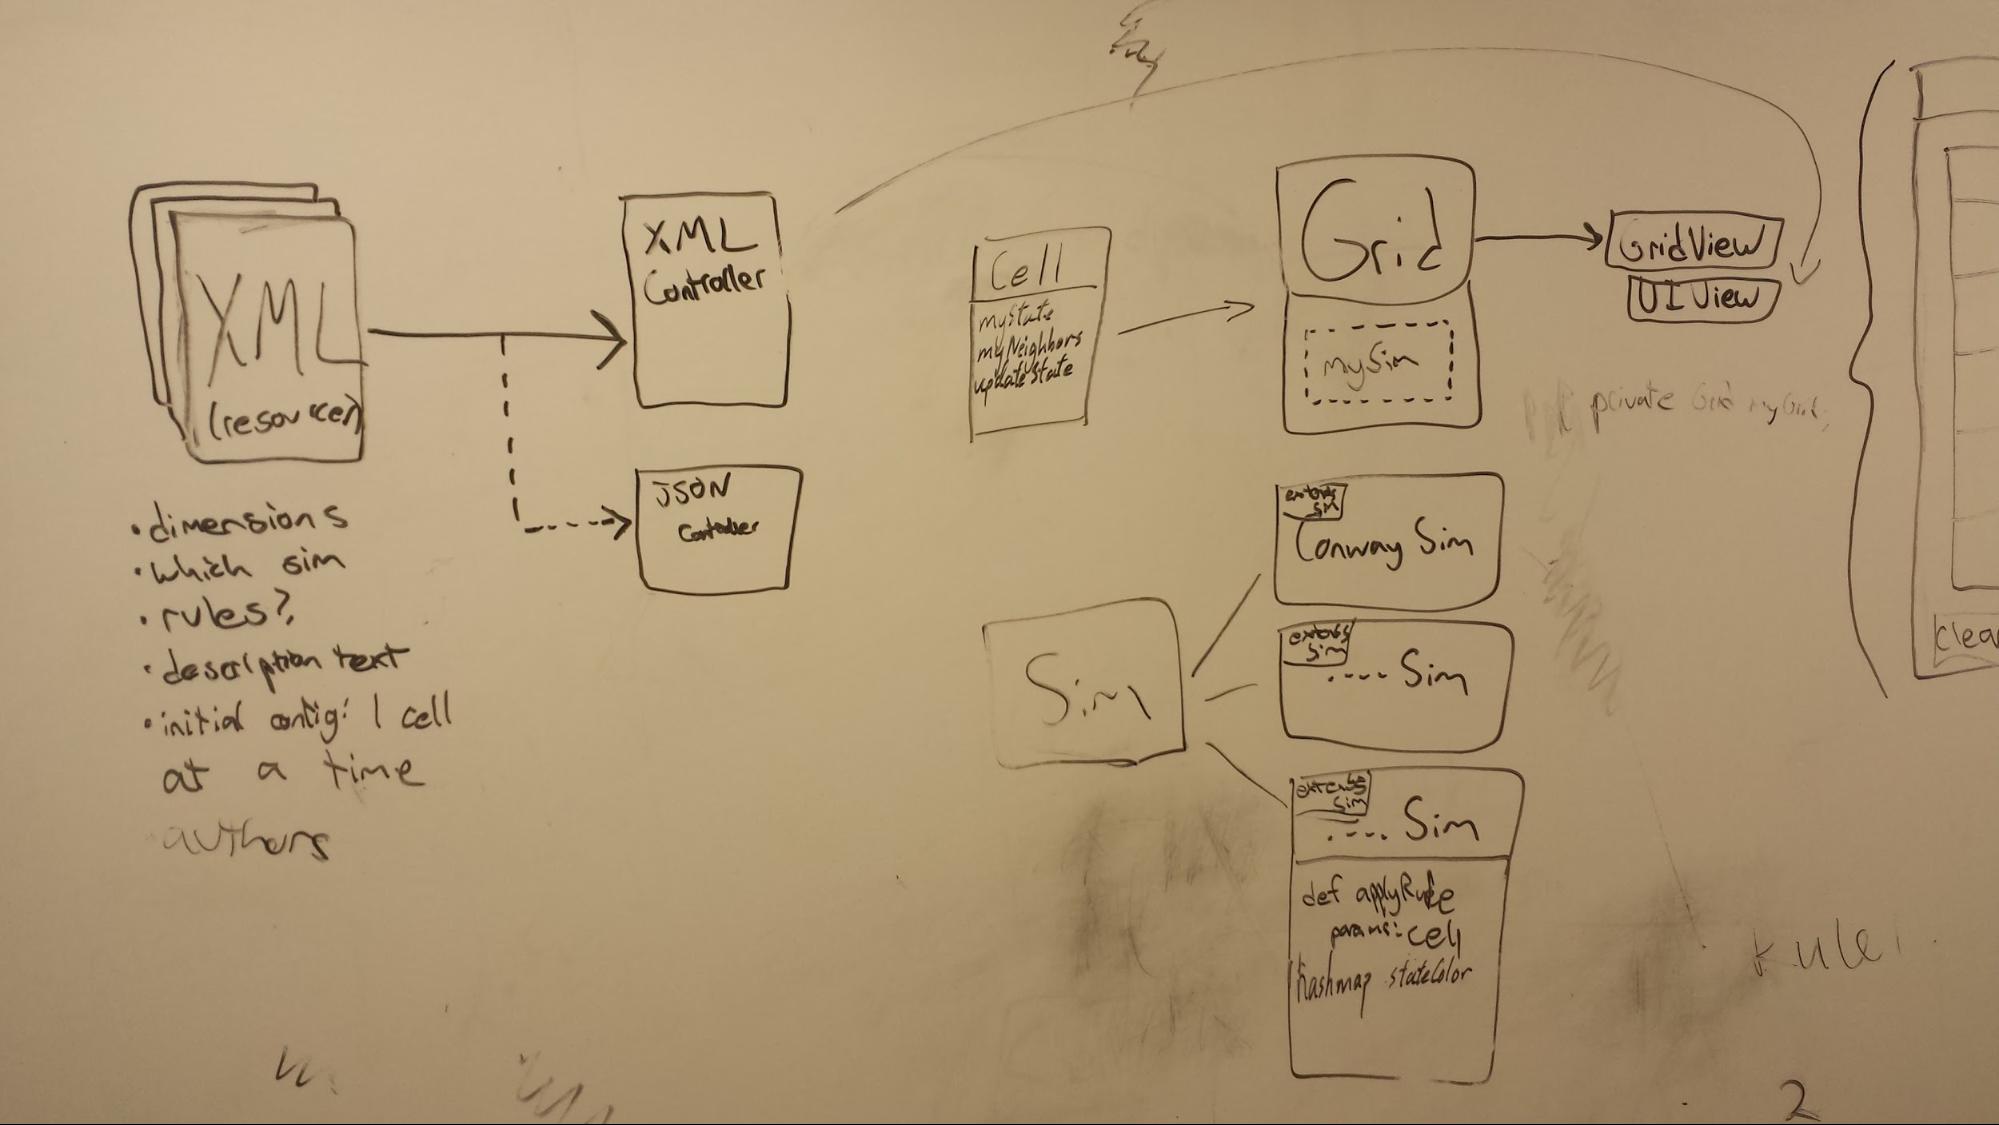 XML
(resources)
• dimensions
• which sim
• rules?
• description text
• initial config: 1 cell
at a time
authors
XML
Controller
JSON
Controller
Cell
myState
myNeighbors
updateState
Grid
mySim
GridView
UIView
private Grid myGrid;
Sim
extends
Sim
Conway Sim
extends
Sim
.... Sim
extends
Sim
.... Sim
def applyRule
params: cell
hashmap stateColor
clea
rule
2